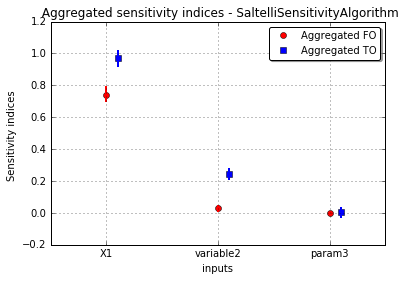 Aggregated sensitivity indices - SaltelliSensitivityAlgorithm
1.2
1.0
0.8
0.6
0.4
0.2
0.0
−0.2
Sensitivity indices
Aggregated FO
Aggregated TO
X1 variable2 param3
inputs